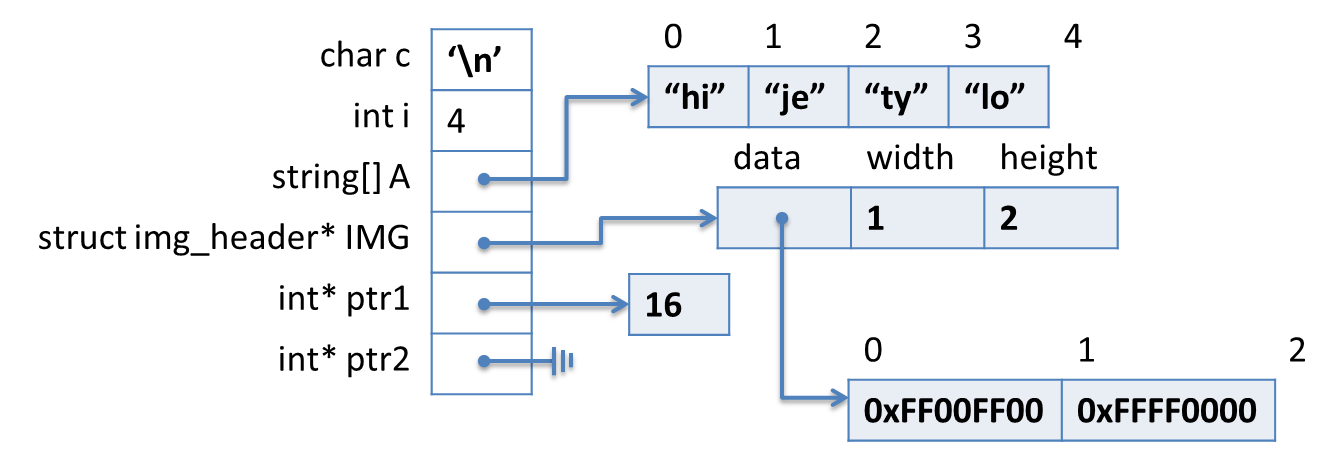 char c ‘\n’
int i 4
string[] A
struct img_header* IMG
int* ptr1
int* ptr2
0 1 2 3 4
“hi” “je” “ty” “lo”
data width height
1 2
16
0 1 2
0xFF00FF00 0xFFFF0000